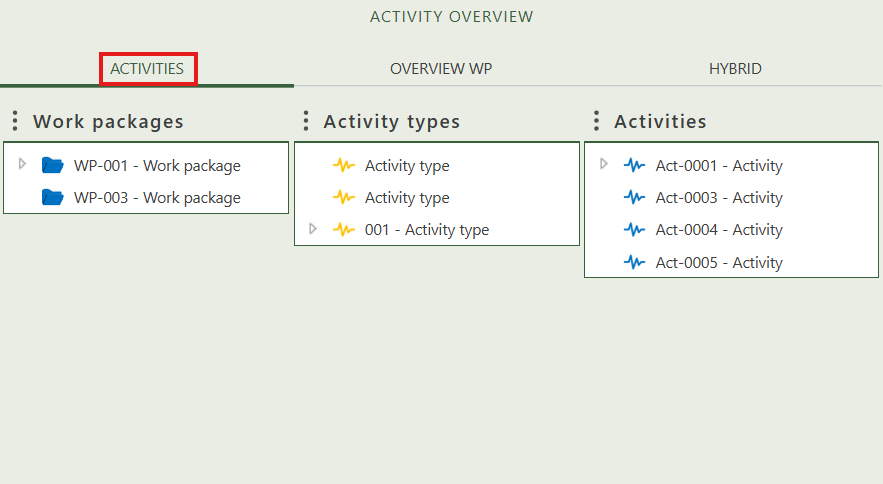 ACTIVITY OVERVIEW
ACTIVITIES
OVERVIEW WP
HYBRID
Work packages
WP-001 - Work package
WP-003 - Work package
Activity types
Activity type
Activity type
001 - Activity type
Activities
Act-0001 - Activity
Act-0003 - Activity
Act-0004 - Activity
Act-0005 - Activity